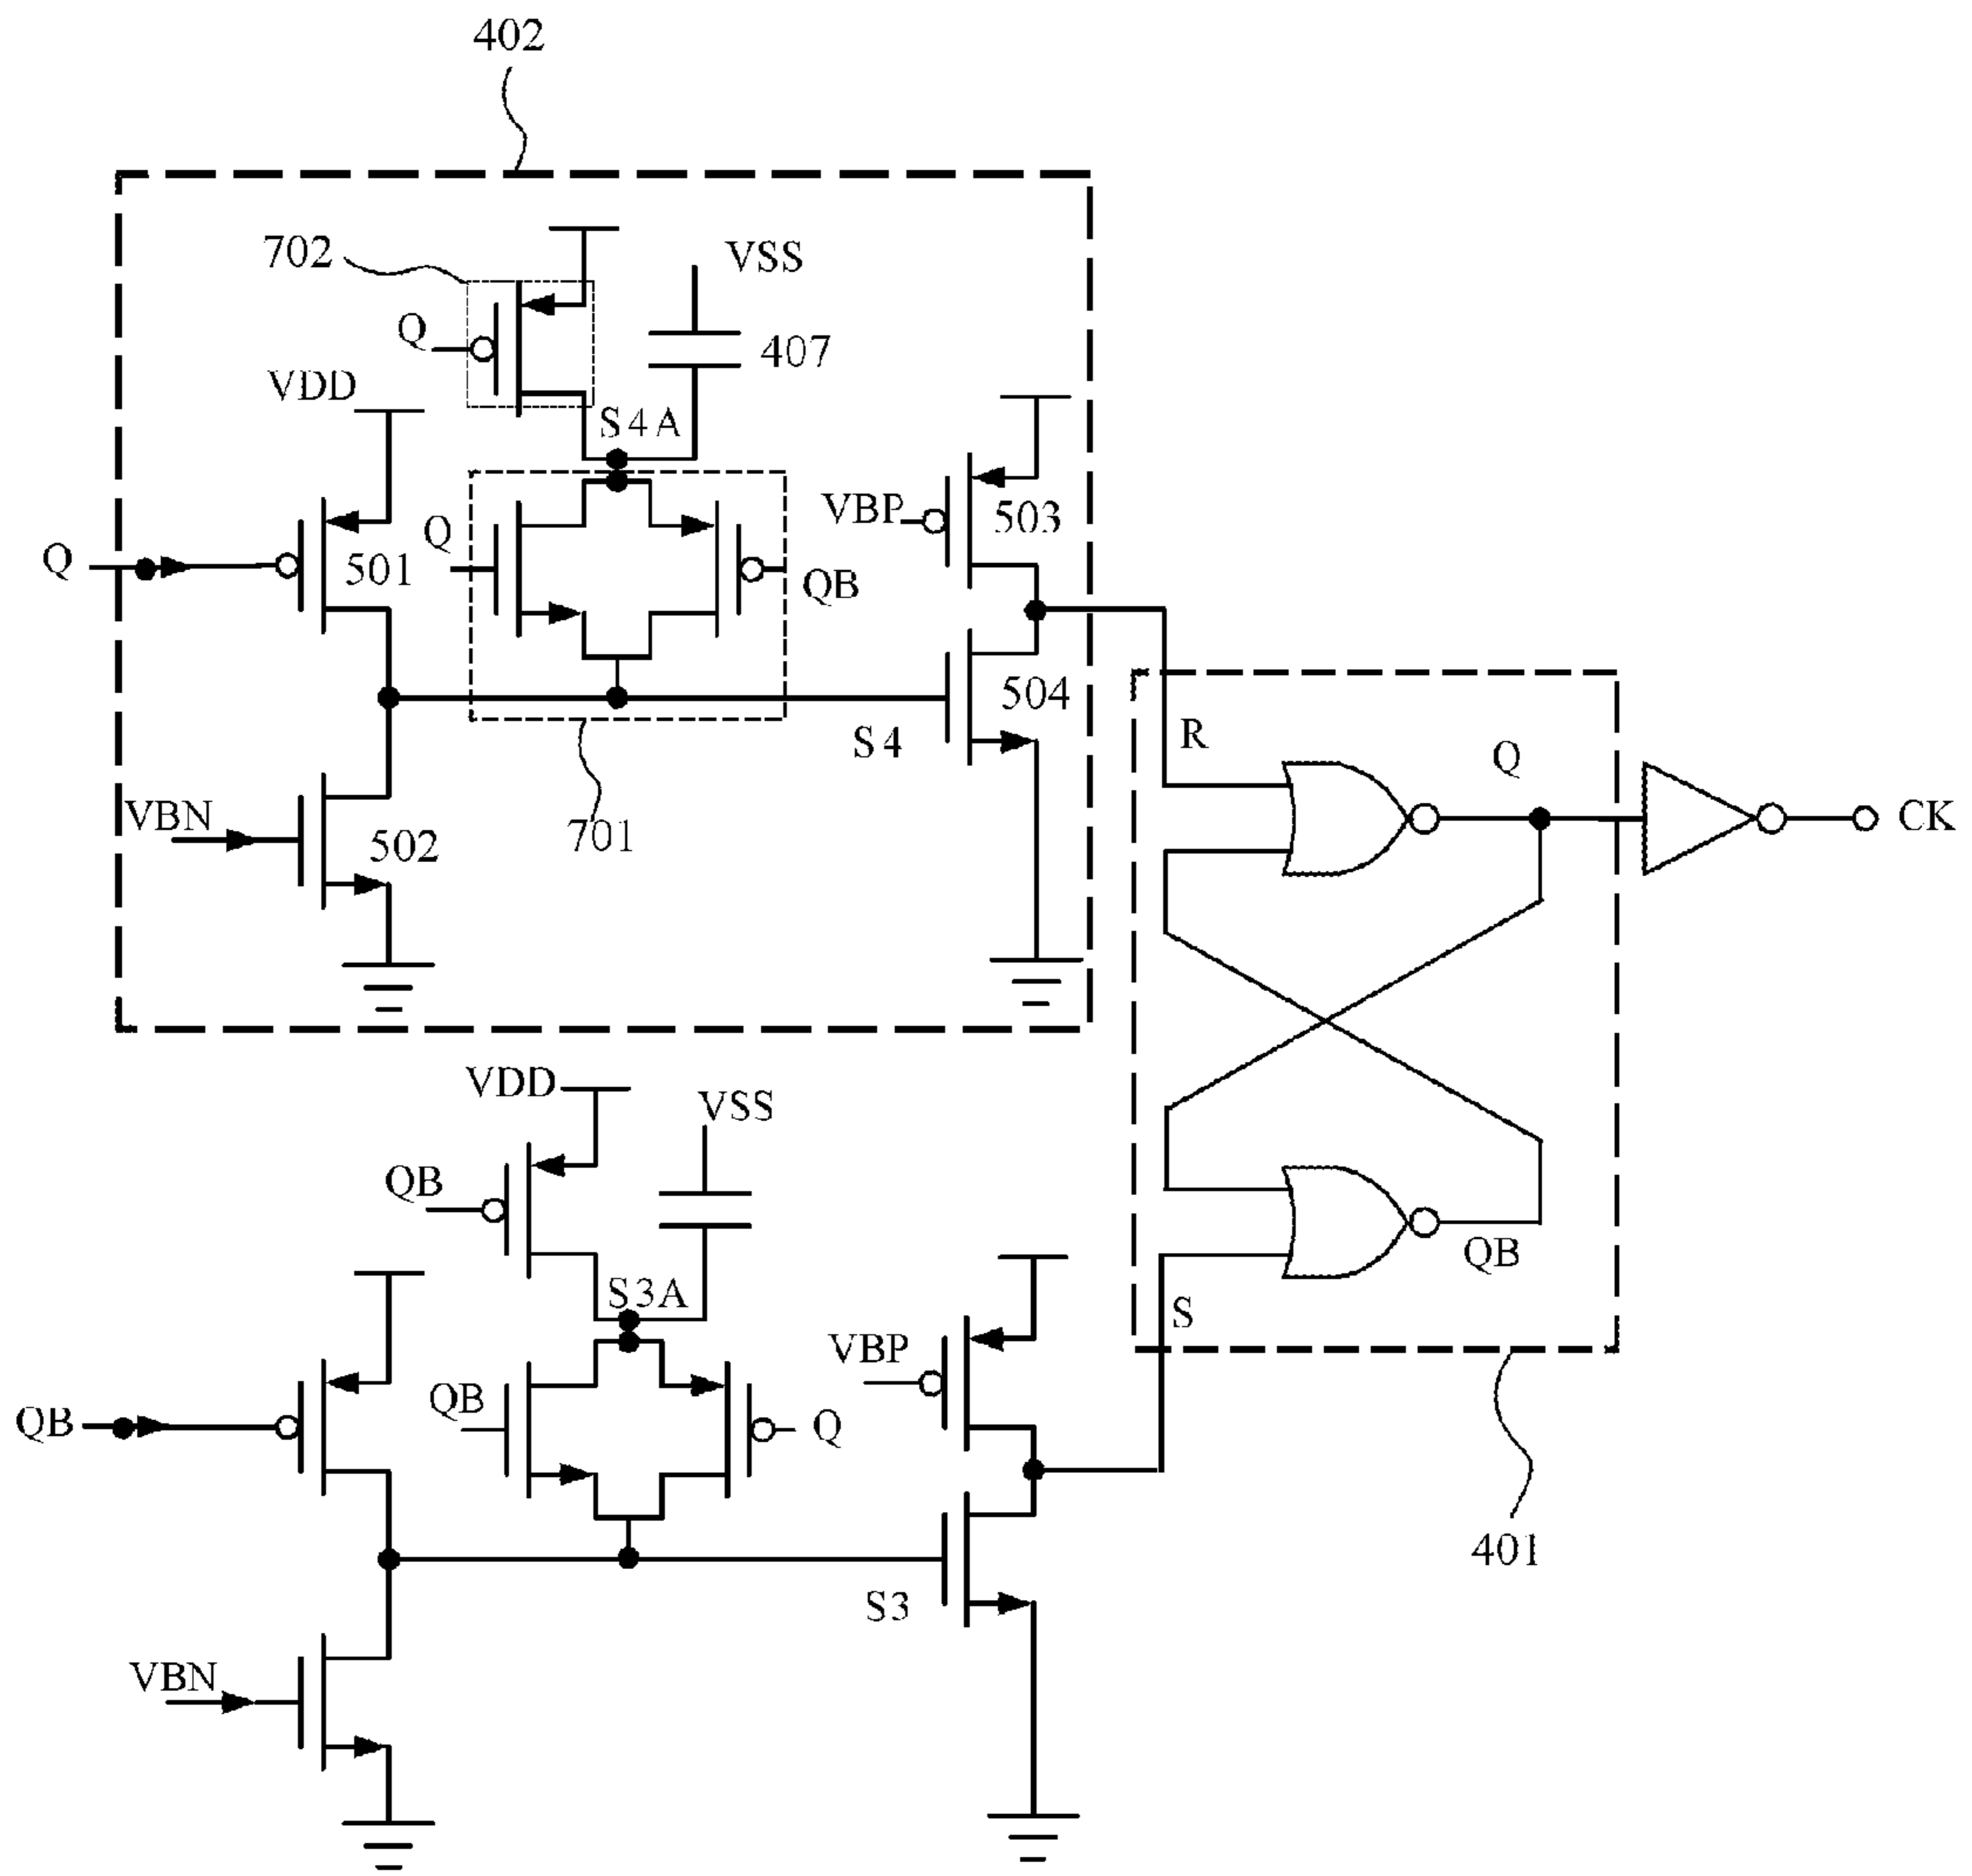 402
702
VSS
Q
407
VDD
S4A
VBP
503
Q
Q
501
QB
504
S4
R
Q
VBN
502
701
CK
VDD
VSS
QB
QB
S
S3A
VBP
QB
Q
QB
401
S3
VBN